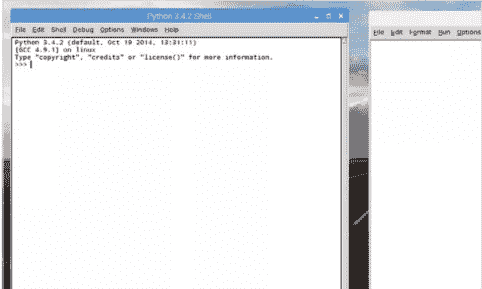 Python 3.4.2 Shell
File Edit Shell Debug Options Windows Help
Python 3.4.2 (default, Oct 19 2014, 13:31:11)
[GCC 4.9.1] on linux
Type "copyright", "credits" or "license()" for more information.
>>>
File Edit Format Run Options